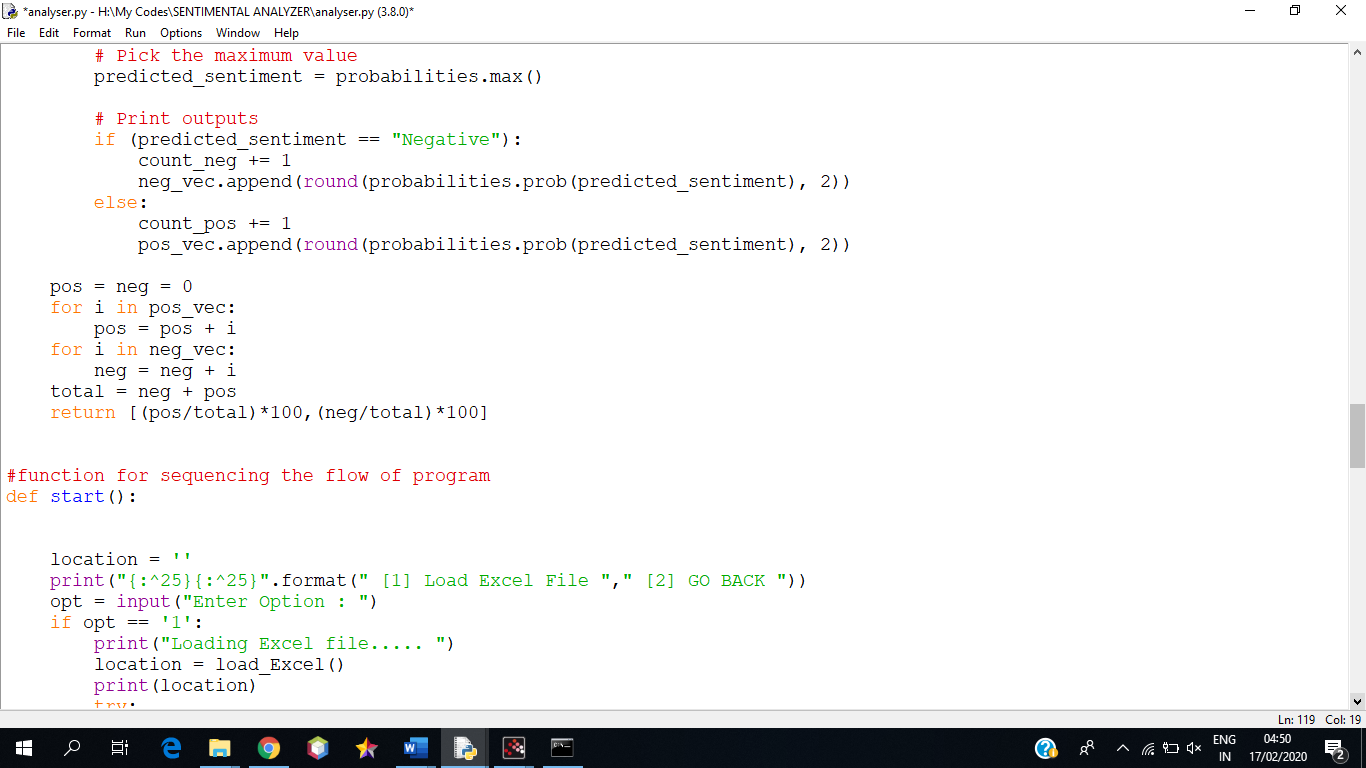 *analyser.py - H:\My Codes\SENTIMENTAL ANALYZER\analyser.py (3.8.0)*
File Edit Format Run Options Window Help
        # Pick the maximum value
        predicted_sentiment = probabilities.max()

        # Print outputs
        if (predicted_sentiment == "Negative"):
            count_neg += 1
            neg_vec.append(round(probabilities.prob(predicted_sentiment), 2))
        else:
            count_pos += 1
            pos_vec.append(round(probabilities.prob(predicted_sentiment), 2))

    pos = neg = 0
    for i in pos_vec:
        pos = pos + i
    for i in neg_vec:
        neg = neg + i
    total = neg + pos
    return [(pos/total)*100,(neg/total)*100]

#function for sequencing the flow of program
def start():

    location = ''
    print("{:^25}{:^25}".format(" [1] Load Excel File "," [2] GO BACK "))
    opt = input("Enter Option : ")
    if opt == '1':
        print("Loading Excel file..... ")
        location = load_Excel()
        print(location)
        try:
Ln: 119 Col: 19
ENG
IN
04:50
17/02/2020
2